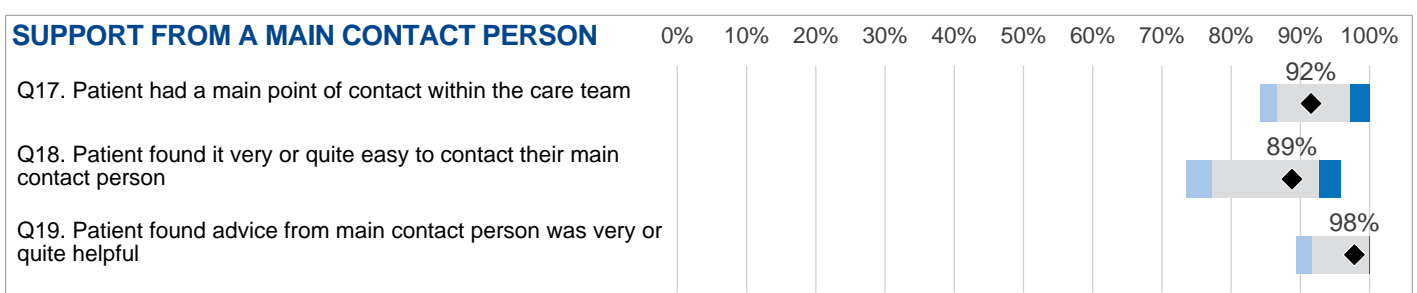 SUPPORT FROM A MAIN CONTACT PERSON 0% 10% 20% 30% 40% 50% 60% 70% 80% 90% 100%
92%
Q17. Patient had a main point of contact within the care team
89%
Q18. Patient found it very or quite easy to contact their main
contact person
98%
Q19. Patient found advice from main contact person was very or
quite helpful